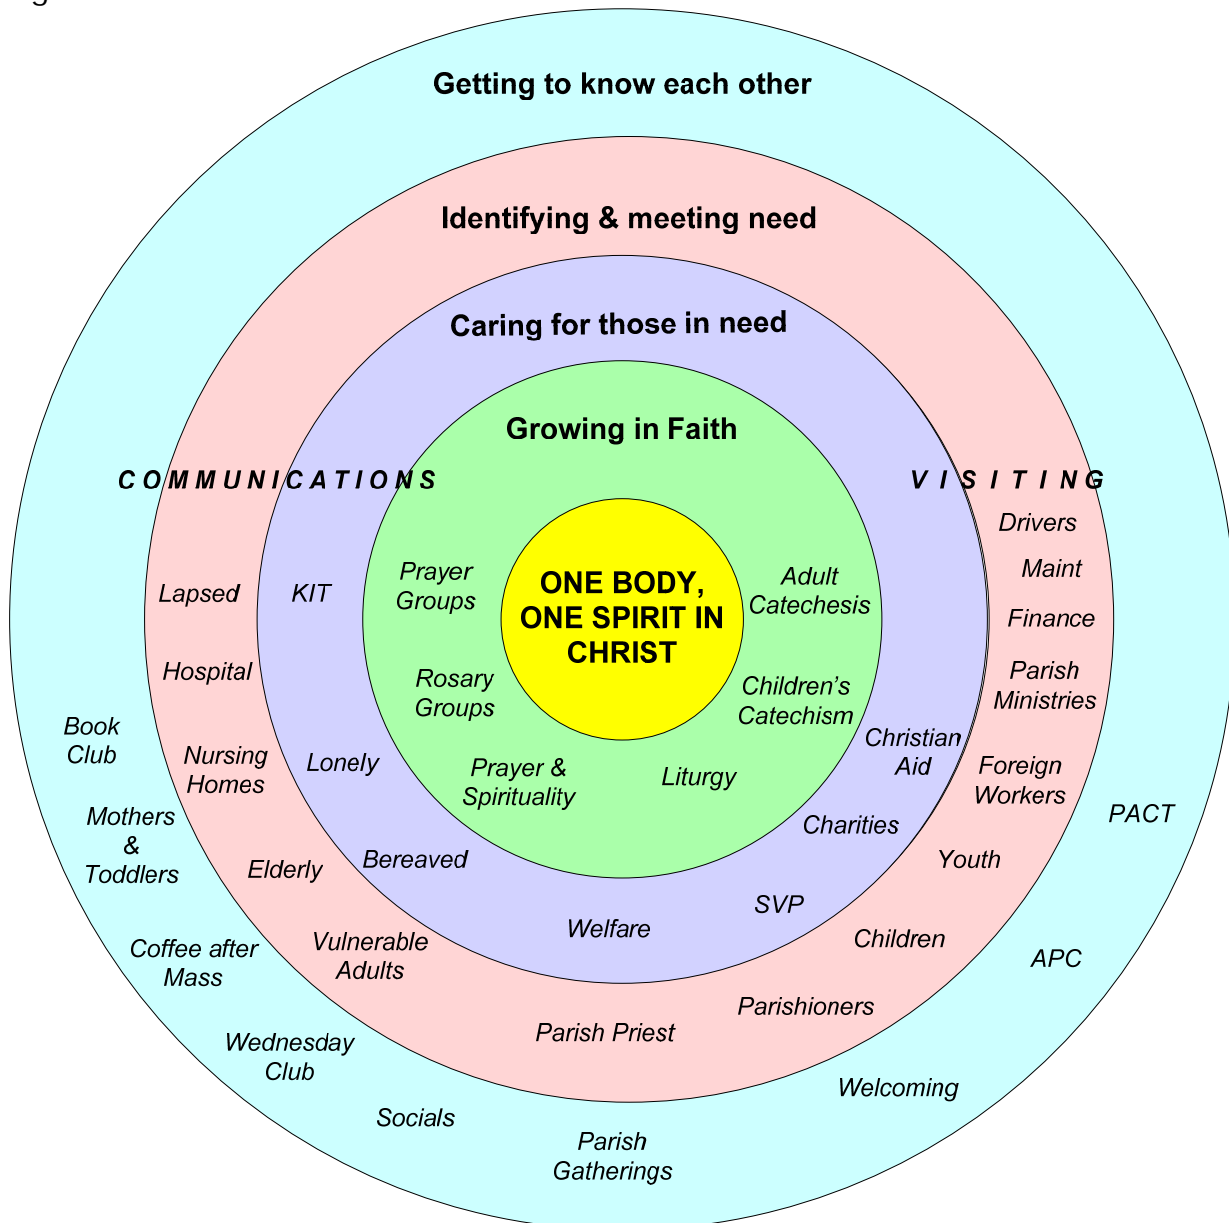 g
Getting to know each other
Identifying & meeting need
Caring for those in need
Growing in Faith
COMMUNICATIONS
VISITING
ONE BODY,
ONE SPIRIT IN
CHRIST
Prayer
Groups
Rosary
Groups
Prayer &
Spirituality
Liturgy
Children’s
Catechism
Adult
Catechesis
KIT
Lonely
Bereaved
Welfare
SVP
Charities
Christian
Aid
Lapsed
Hospital
Nursing
Homes
Elderly
Vulnerable
Adults
Parish Priest
Parishioners
Children
Youth
Foreign
Workers
Parish
Ministries
Finance
Maint
Drivers
Book
Club
Mothers
&
Toddlers
Coffee after
Mass
Wednesday
Club
Socials
Parish
Gatherings
Welcoming
APC
PACT